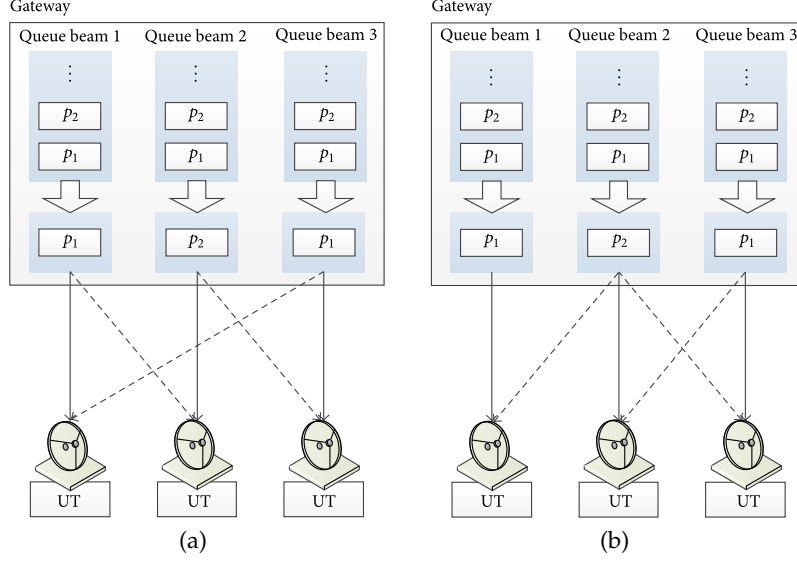 Gateway
Queue beam 1 Queue beam 2 Queue beam 3
⋮ ⋮ ⋮
p2 p2 p2
p1 p1 p1
p1 p2 p1
UT UT UT
(a)
Gateway
Queue beam 1 Queue beam 2 Queue beam 3
⋮ ⋮ ⋮
p2 p2 p2
p1 p1 p1
p1 p2 p1
UT UT UT
(b)